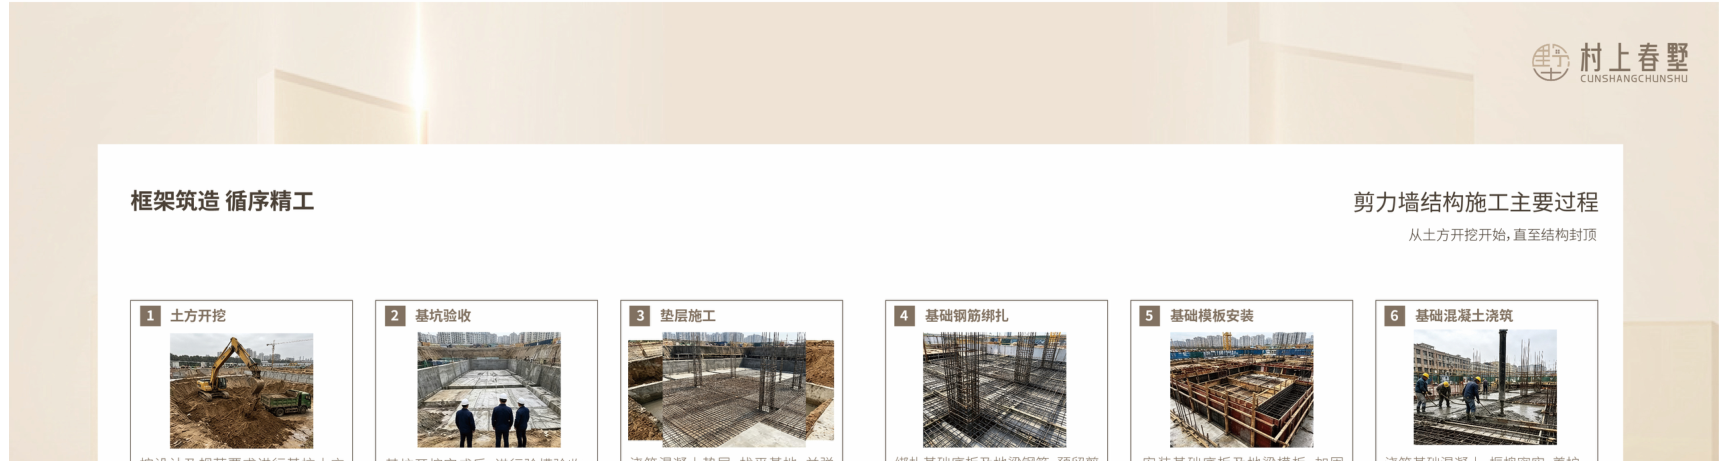 村上春墅
CUNSHANGCHUNSHU
框架筑造 循序精工
剪力墙结构施工主要过程
从土方开挖开始，直至结构封顶
1 土方开挖
2 基坑验收
3 垫层施工
4 基础钢筋绑扎
5 基础模板安装
6 基础混凝土浇筑